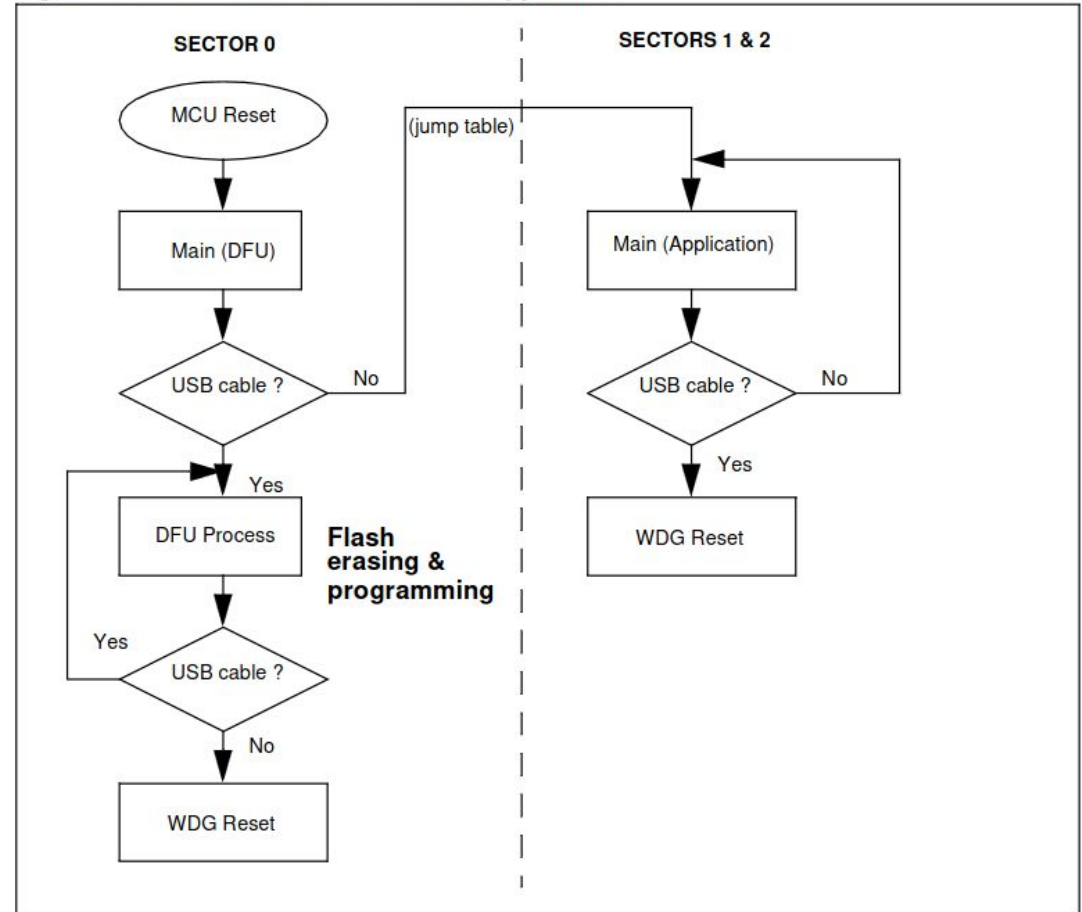 SECTOR 0
MCU Reset
Main (DFU)
USB cable ?
No
(jump table)
Yes
DFU Process
Flash
erasing &
programming
Yes
USB cable ?
No
WDG Reset
SECTORS 1 & 2
Main (Application)
USB cable ?
No
Yes
WDG Reset